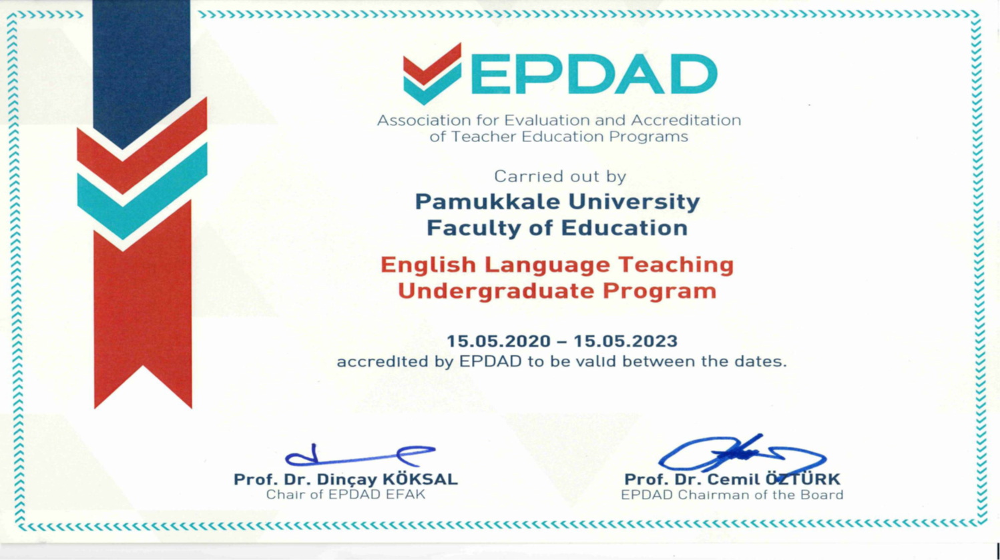 EPDAD
Association for Evaluation and Accreditation
of Teacher Education Programs
Carried out by
Pamukkale University
Faculty of Education
English Language Teaching
Undergraduate Program
15.05.2020 – 15.05.2023
accredited by EPDAD to be valid between the dates.
Prof. Dr. Dinçay KÖKSAL
Chair of EPDAD EFAK
Prof. Dr. Cemil ÖZTÜRK
EPDAD Chairman of the Board